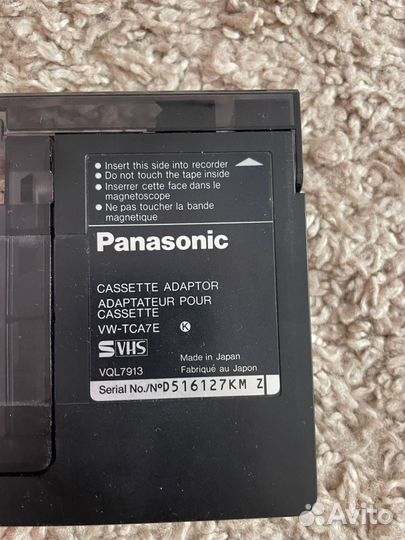 ● Insert this side into recorder
● Do not touch the tape inside
● Inserrer cette face dans le
magnetoscope
● Ne pas toucher la bande
magnetique
Panasonic
CASSETTE ADAPTOR
ADAPTATEUR POUR
CASSETTE
VW-TCA7E K
S VHS
Made in Japan
VQL7913 Fabriqué au Japon
Serial No./Nº D516127KM Z
Avito